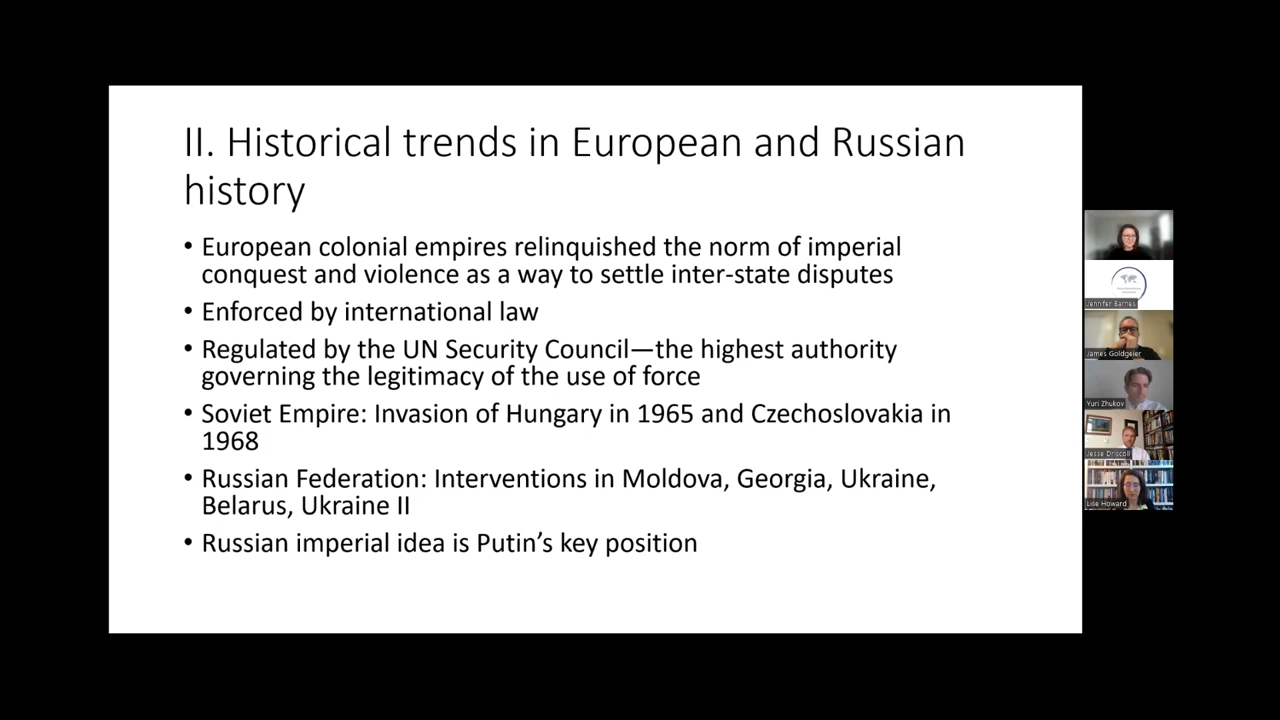 II. Historical trends in European and Russian
history
• European colonial empires relinquished the norm of imperial
conquest and violence as a way to settle inter-state disputes
• Enforced by international law
• Regulated by the UN Security Council—the highest authority
governing the legitimacy of the use of force
• Soviet Empire: Invasion of Hungary in 1965 and Czechoslovakia in
1968
• Russian Federation: Interventions in Moldova, Georgia, Ukraine,
Belarus, Ukraine II
• Russian imperial idea is Putin’s key position
Jennifer Barnes
James Goldgeier
Yuri Zhukov
Jesse Driscoll
Lise Howard